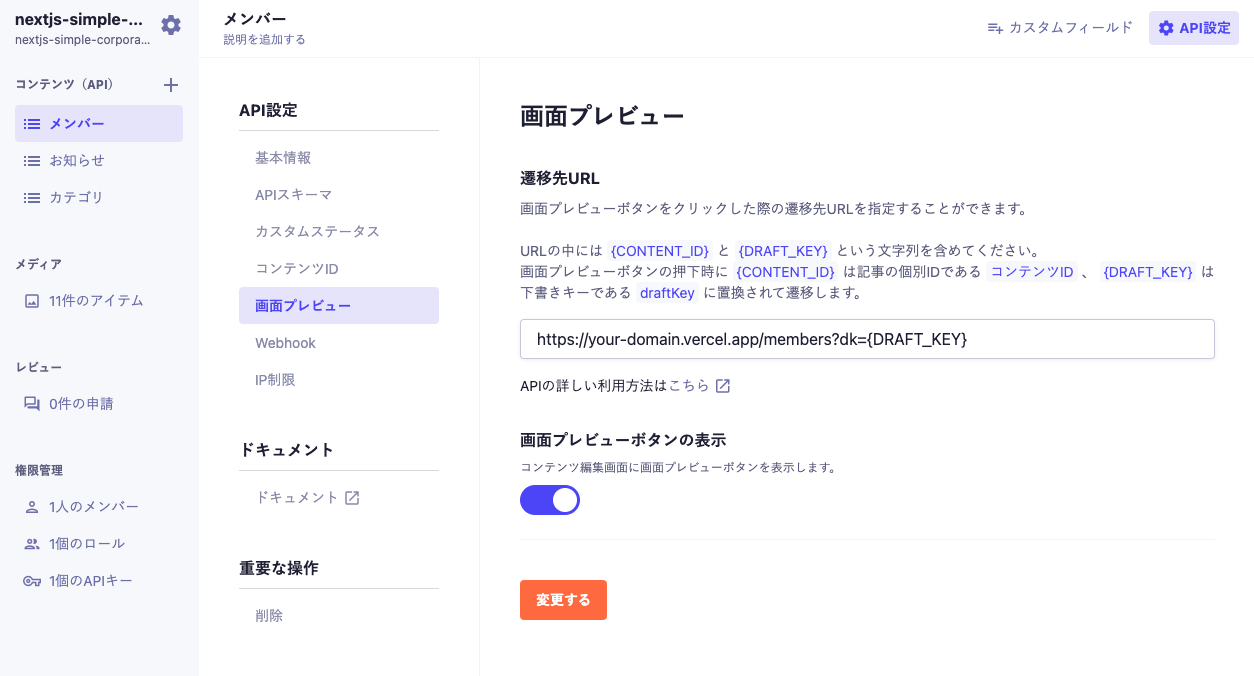 nextjs-simple-...
nextjs-simple-corpora...
コンテンツ（API）
メンバー
お知らせ
カテゴリ
メディア
11件のアイテム
レビュー
0件の申請
権限管理
1人のメンバー
1個のロール
1個のAPIキー
メンバー
説明を追加する
カスタムフィールド
API設定
API設定
基本情報
APIスキーマ
カスタムステータス
コンテンツID
画面プレビュー
Webhook
IP制限
ドキュメント
ドキュメント
重要な操作
削除
画面プレビュー
遷移先URL
画面プレビューボタンをクリックした際の遷移先URLを指定することができます。
URLの中には {CONTENT_ID} と {DRAFT_KEY} という文字列を含めてください。
画面プレビューボタンの押下時に {CONTENT_ID} は記事の個別IDである コンテンツID 、 {DRAFT_KEY} は
下書きキーである draftKey に置換されて遷移します。
https://your-domain.vercel.app/members?dk={DRAFT_KEY}
APIの詳しい利用方法はこちら
画面プレビューボタンの表示
コンテンツ編集画面に画面プレビューボタンを表示します。
変更する